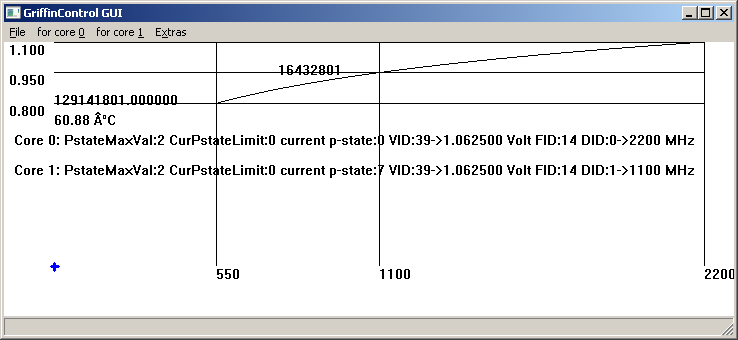 GriffinControl GUI
File for core 0 for core 1 Extras
1.100
16432801
0.950
129141801.000000
0.800
60.88 Â°C
Core 0: PstateMaxVal:2 CurPstateLimit:0 current p-state:0 VID:39->1.062500 Volt FID:14 DID:0->2200 MHz
Core 1: PstateMaxVal:2 CurPstateLimit:0 current p-state:7 VID:39->1.062500 Volt FID:14 DID:1->1100 MHz
550 1100 2200